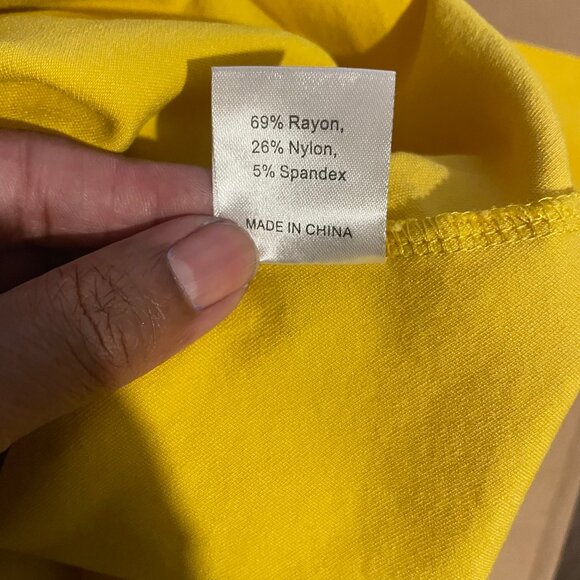 69% Rayon,
26% Nylon,
5% Spandex
MADE IN CHINA